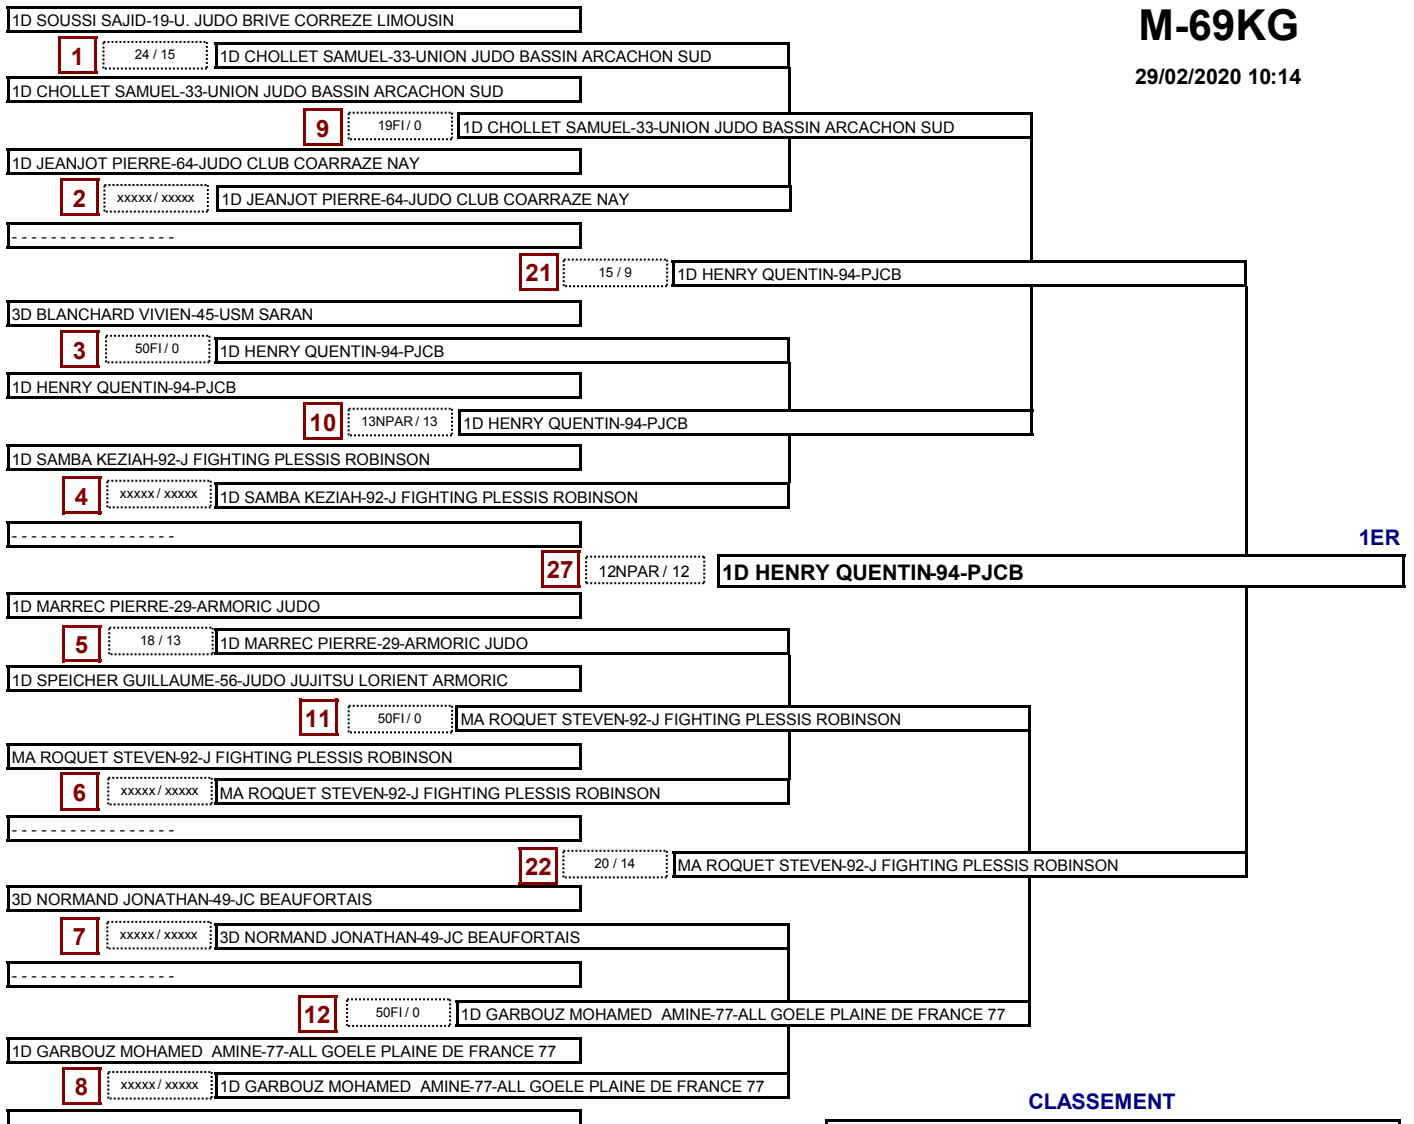 1D SOUSSI SAJID-19-U. JUDO BRIVE CORREZE LIMOUSIN
M-69KG
1 24 / 15 1D CHOLLET SAMUEL-33-UNION JUDO BASSIN ARCACHON SUD
29/02/2020 10:14
1D CHOLLET SAMUEL-33-UNION JUDO BASSIN ARCACHON SUD
9 19FI / 0 1D CHOLLET SAMUEL-33-UNION JUDO BASSIN ARCACHON SUD
1D JEANJOT PIERRE-64-JUDO CLUB COARRAZE NAY
2 xxxxx / xxxxx 1D JEANJOT PIERRE-64-JUDO CLUB COARRAZE NAY
- - - - - - - - - - - - - - - - -
21 15 / 9 1D HENRY QUENTIN-94-PJCB
3D BLANCHARD VIVIEN-45-USM SARAN
3 50FI / 0 1D HENRY QUENTIN-94-PJCB
1D HENRY QUENTIN-94-PJCB
10 13NPAR / 13 1D HENRY QUENTIN-94-PJCB
1D SAMBA KEZIAH-92-J FIGHTING PLESSIS ROBINSON
4 xxxxx / xxxxx 1D SAMBA KEZIAH-92-J FIGHTING PLESSIS ROBINSON
- - - - - - - - - - - - - - - - -
1ER
27 12NPAR / 12 1D HENRY QUENTIN-94-PJCB
1D MARREC PIERRE-29-ARMORIC JUDO
5 18 / 13 1D MARREC PIERRE-29-ARMORIC JUDO
1D SPEICHER GUILLAUME-56-JUDO JUJITSU LORIENT ARMORIC
11 50FI / 0 MA ROQUET STEVEN-92-J FIGHTING PLESSIS ROBINSON
MA ROQUET STEVEN-92-J FIGHTING PLESSIS ROBINSON
6 xxxxx / xxxxx MA ROQUET STEVEN-92-J FIGHTING PLESSIS ROBINSON
- - - - - - - - - - - - - - - - -
22 20 / 14 MA ROQUET STEVEN-92-J FIGHTING PLESSIS ROBINSON
3D NORMAND JONATHAN-49-JC BEAUFORTAIS
7 xxxxx / xxxxx 3D NORMAND JONATHAN-49-JC BEAUFORTAIS
- - - - - - - - - - - - - - - - -
12 50FI / 0 1D GARBOUZ MOHAMED  AMINE-77-ALL GOELE PLAINE DE FRANCE 77
1D GARBOUZ MOHAMED  AMINE-77-ALL GOELE PLAINE DE FRANCE 77
8 xxxxx / xxxxx 1D GARBOUZ MOHAMED  AMINE-77-ALL GOELE PLAINE DE FRANCE 77
CLASSEMENT